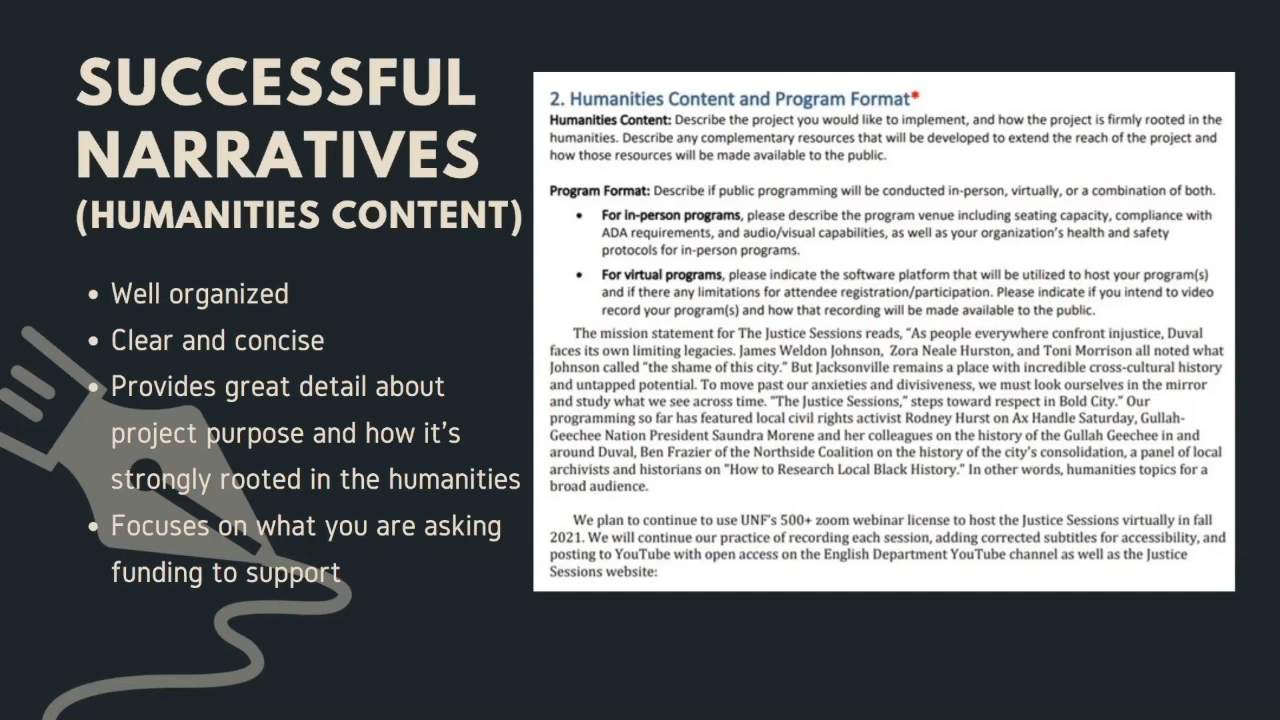 SUCCESSFUL
NARRATIVES
(HUMANITIES CONTENT)
• Well organized
• Clear and concise
• Provides great detail about
project purpose and how it's
strongly rooted in the humanities
• Focuses on what you are asking
funding to support
2. Humanities Content and Program Format*
Humanities Content: Describe the project you would like to implement, and how the project is firmly rooted in the
humanities. Describe any complementary resources that will be developed to extend the reach of the project and
how those resources will be made available to the public.
Program Format: Describe if public programming will be conducted in-person, virtually, or a combination of both.
• For in-person programs, please describe the program venue including seating capacity, compliance with
ADA requirements, and audio/visual capabilities, as well as your organization's health and safety
protocols for in-person programs.
• For virtual programs, please indicate the software platform that will be utilized to host your program(s)
and if there any limitations for attendee registration/participation. Please indicate if you intend to video
record your program(s) and how that recording will be made available to the public.
The mission statement for The Justice Sessions reads, "As people everywhere confront injustice, Duval
faces its own limiting legacies. James Weldon Johnson, Zora Neale Hurston, and Toni Morrison all noted what
Johnson called "the shame of this city." But Jacksonville remains a place with incredible cross-cultural history
and untapped potential. To move past our anxieties and divisiveness, we must look ourselves in the mirror
and study what we see across time. "The Justice Sessions," steps toward respect in Bold City." Our
programming so far has featured local civil rights activist Rodney Hurst on Ax Handle Saturday, Gullah-
Geechee Nation President Saundra Morene and her colleagues on the history of the Gullah Geechee in and
around Duval, Ben Frazier of the Northside Coalition on the history of the city's consolidation, a panel of local
archivists and historians on "How to Research Local Black History." In other words, humanities topics for a
broad audience.
We plan to continue to use UNF's 500+ zoom webinar license to host the Justice Sessions virtually in fall
2021. We will continue our practice of recording each session, adding corrected subtitles for accessibility, and
posting to YouTube with open access on the English Department YouTube channel as well as the Justice
Sessions website: